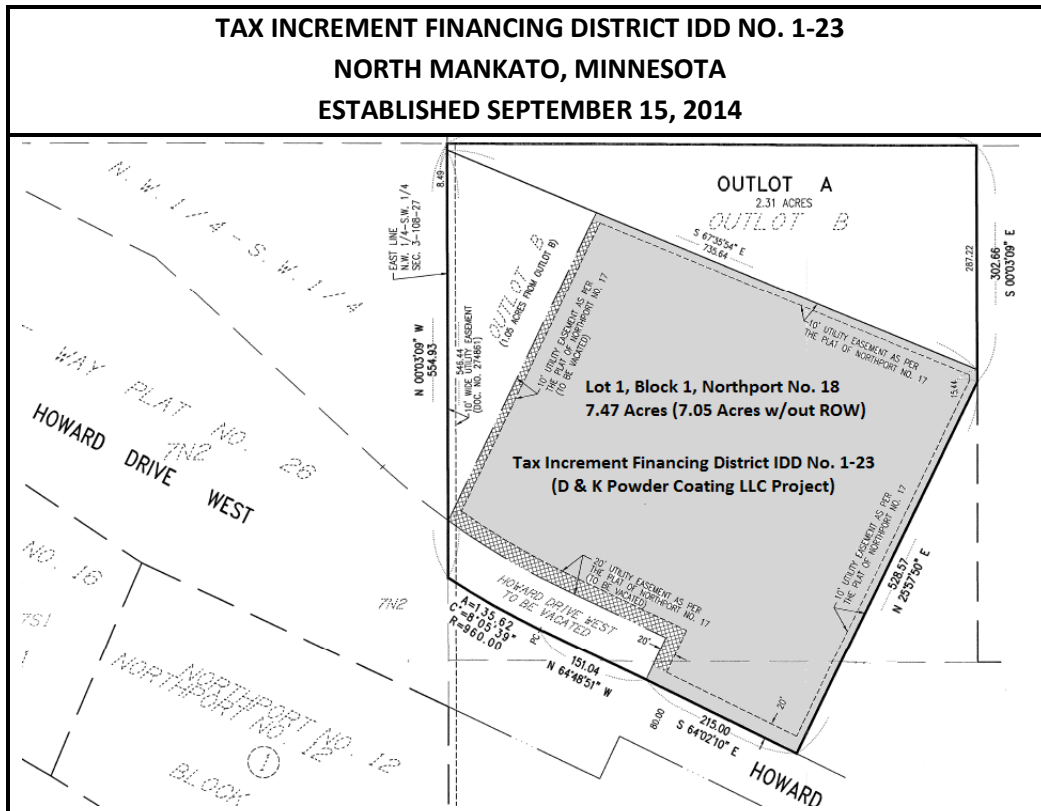 TAX INCREMENT FINANCING DISTRICT IDD NO. 1-23
NORTH MANKATO, MINNESOTA
ESTABLISHED SEPTEMBER 15, 2014
N.W. 1/4-S.W. 1/4
8.49
EAST LINE
N.W. 1/4-S.W. 1/4
SEC. 3-108-27
OUTLOT A
2.31 ACRES
OUTLOT B
S 67°35'54" E
735.64
287.22
302.66
S 00°03'09" E
OUTLOT B
(1.05 ACRES FROM OUTLOT B)
N 00°03'09" W
554.93
546.44
10' WIDE UTILITY EASEMENT
(DOC. NO. 274861)
10' UTILITY EASEMENT AS PER
THE PLAT OF NORTHPORT NO. 17
(TO BE VACATED)
10' UTILITY EASEMENT AS PER
THE PLAT OF NORTHPORT NO. 17
15.44
Lot 1, Block 1, Northport No. 18
7.47 Acres (7.05 Acres w/out ROW)
Tax Increment Financing District IDD No. 1-23
(D & K Powder Coating LLC Project)
WAY PLAT NO. 26
7N2
HOWARD DRIVE WEST
10' UTILITY EASEMENT AS PER
THE PLAT OF NORTHPORT NO. 17
528.57
N 25°57'50" E
20' UTILITY EASEMENT AS PER
THE PLAT OF NORTHPORT NO. 17
(TO BE VACATED)
HOWARD DRIVE WEST
TO BE VACATED
20'
NO. 16
7S1
1
7N2
A=135.62
C=8°05'39"
R=960.00
PC
151.04
N 64°48'51" W
80.00
215.00
S 64°02'10" E
20'
NORTHPORT NO. 12
NORTHPORT NO. 12
1
BLOCK
HOWARD